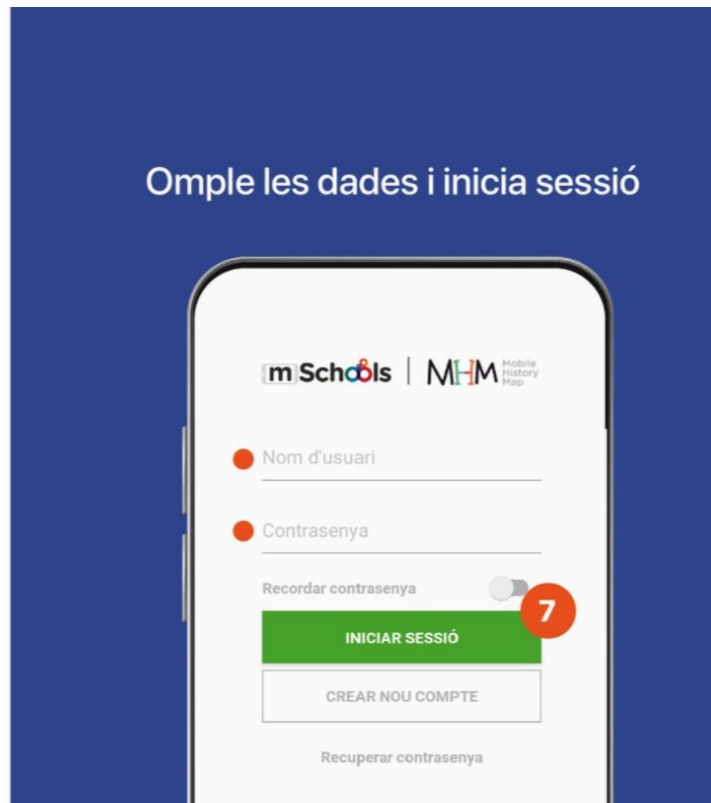 Omple les dades i inicia sessió
mSchools | MHM Mobile
History
Map
Nom d'usuari
Contrasenya
Recordar contrasenya
7
INICIAR SESSIÓ
CREAR NOU COMPTE
Recuperar contrasenya